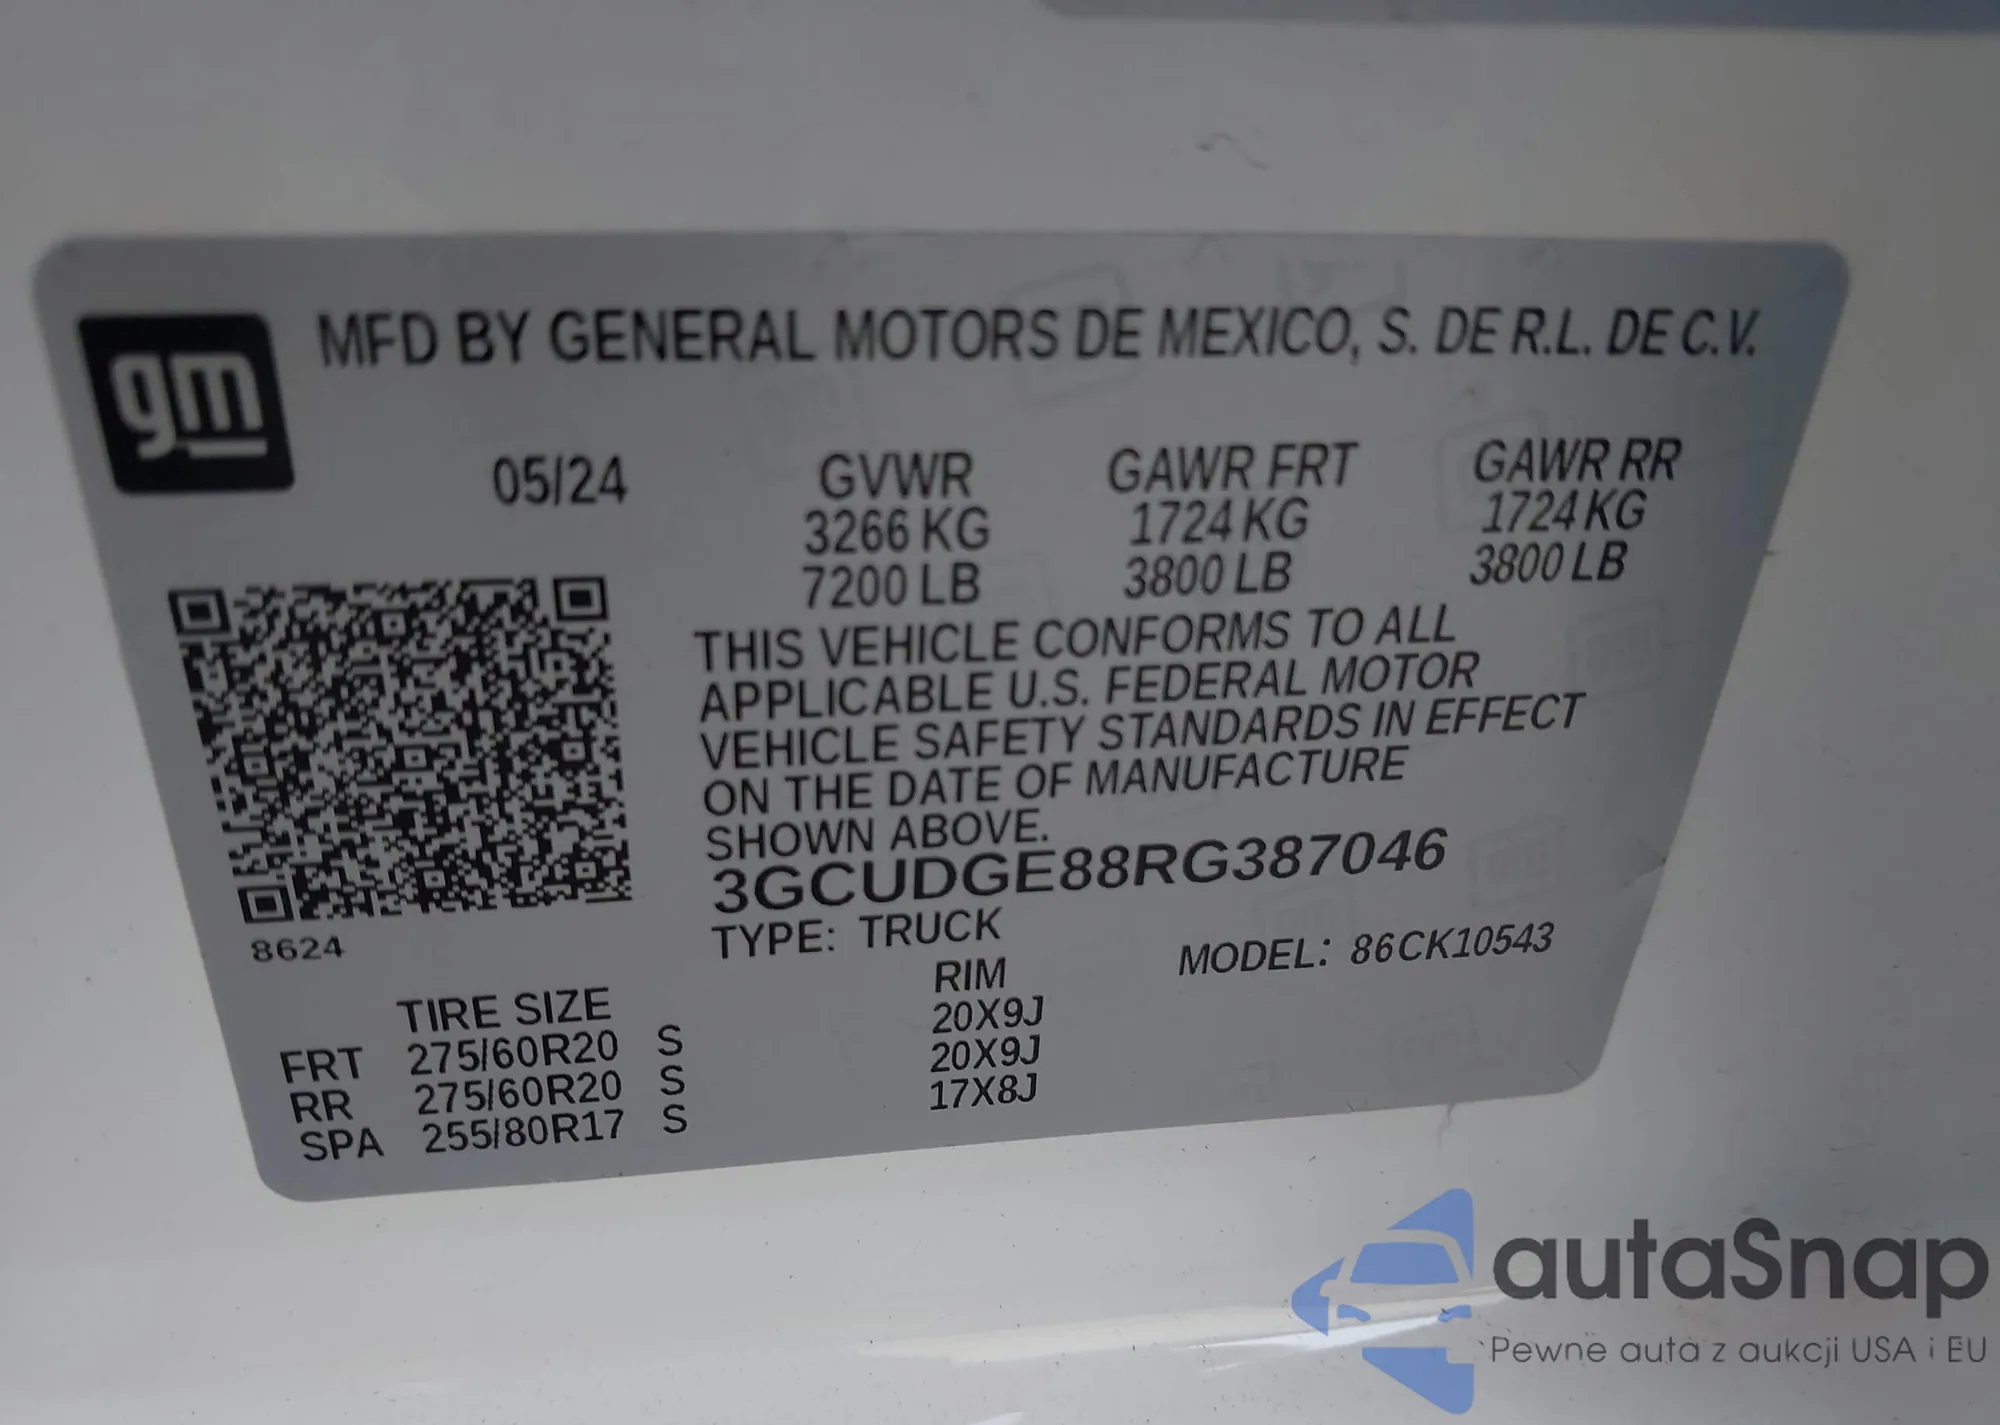 gm
MFD BY GENERAL MOTORS DE MEXICO, S. DE R.L. DE C.V.
05/24 GVWR GAWR FRT GAWR RR
3266 KG 1724 KG 1724 KG
7200 LB 3800 LB 3800 LB
THIS VEHICLE CONFORMS TO ALL
APPLICABLE U.S. FEDERAL MOTOR
VEHICLE SAFETY STANDARDS IN EFFECT
ON THE DATE OF MANUFACTURE
SHOWN ABOVE.
3GCUDGE88RG387046
8624
TYPE: TRUCK MODEL: 86CK10543
TIRE SIZE RIM
FRT 275/60R20 S 20X9J
RR 275/60R20 S 20X9J
SPA 255/80R17 S 17X8J
autaSnap
Pewne auta z aukcji USA i EU